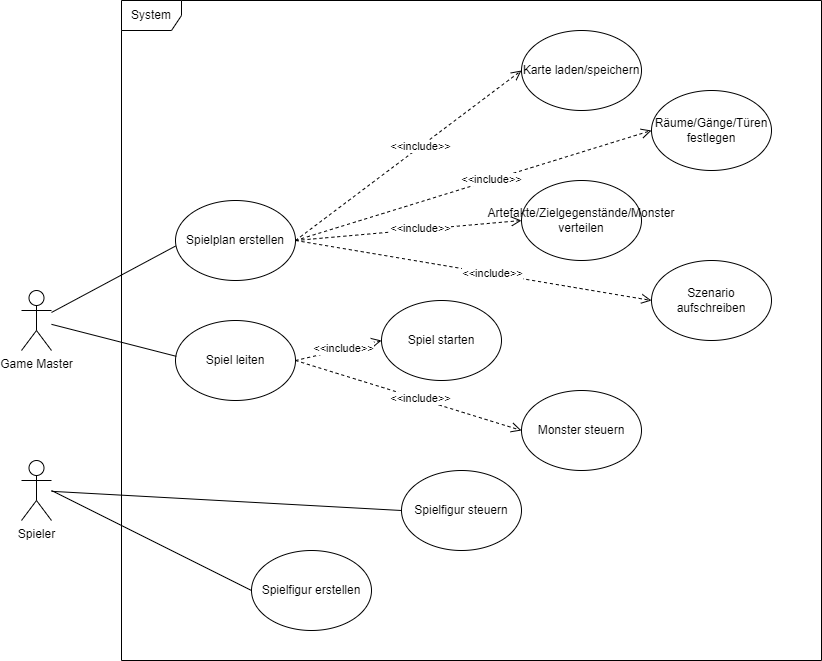 System
Karte laden/speichern
Räume/Gänge/Türen
festlegen
<<include>>
<<include>>
Artefakte/Zielgegenstände/Monster
verteilen
<<include>>
Spielplan erstellen
<<include>>
Szenario
aufschreiben
Game Master
Spiel leiten
<<include>>
Spiel starten
<<include>>
Monster steuern
Spieler
Spielfigur steuern
Spielfigur erstellen